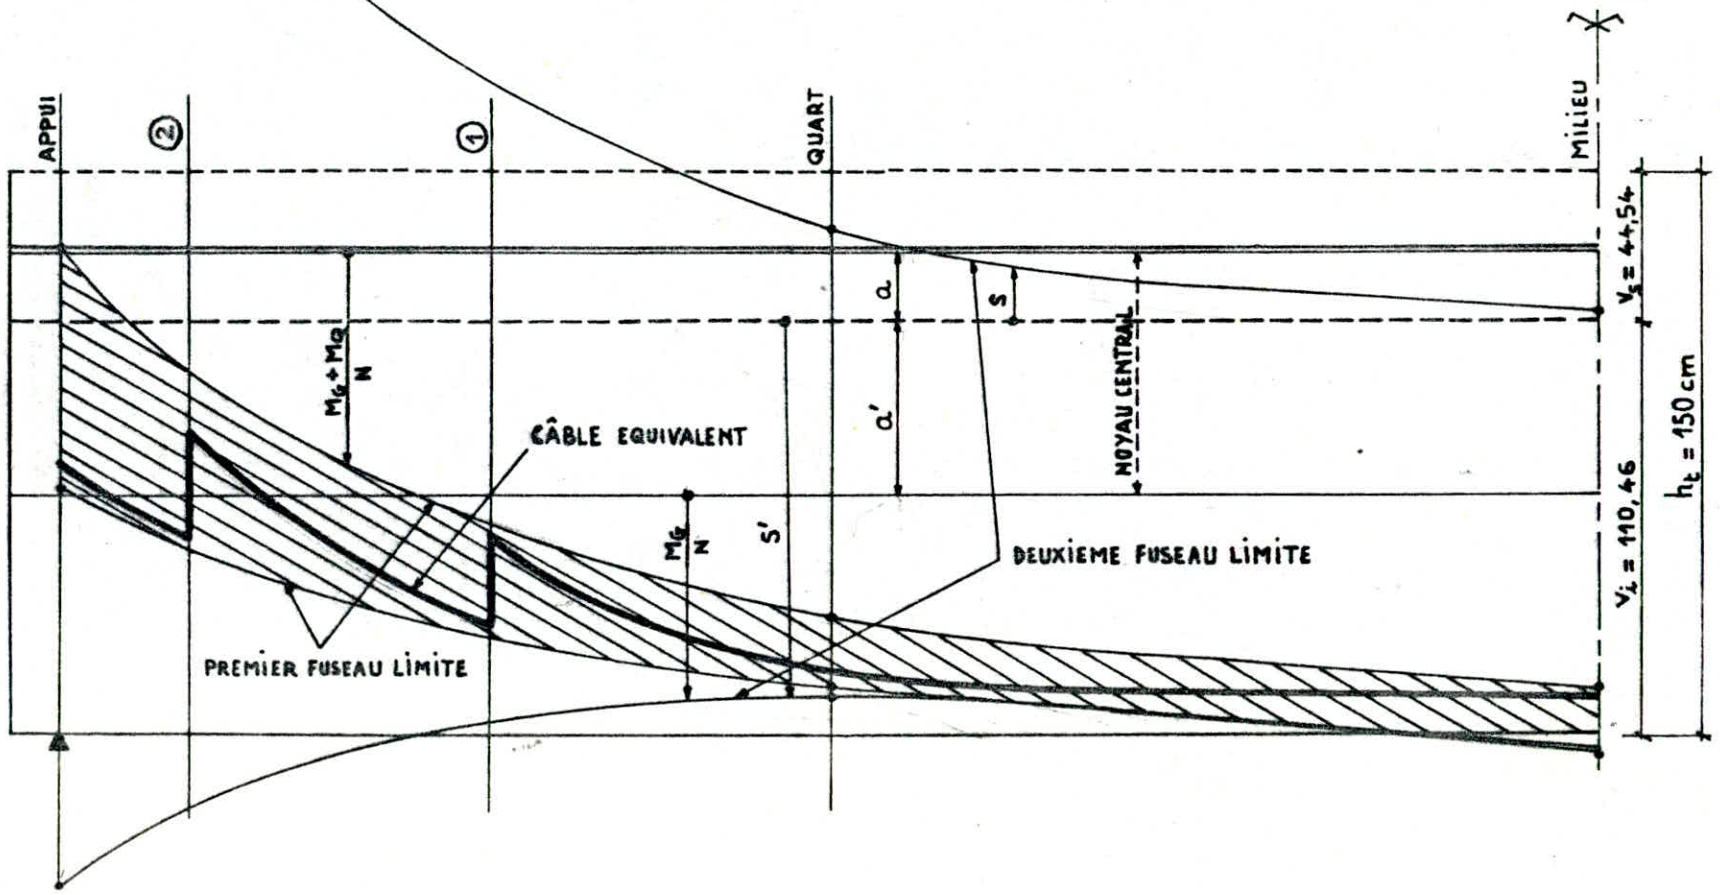 APPUI
②
①
QUART
MILIEU
MG + MQ
N
CÂBLE EQUIVALENT
a
a'
S
NOYAU CENTRAL
Vs = 44,54
Vi = 110,46
ht = 150 cm
MG
N
S'
DEUXIEME FUSEAU LIMITE
PREMIER FUSEAU LIMITE